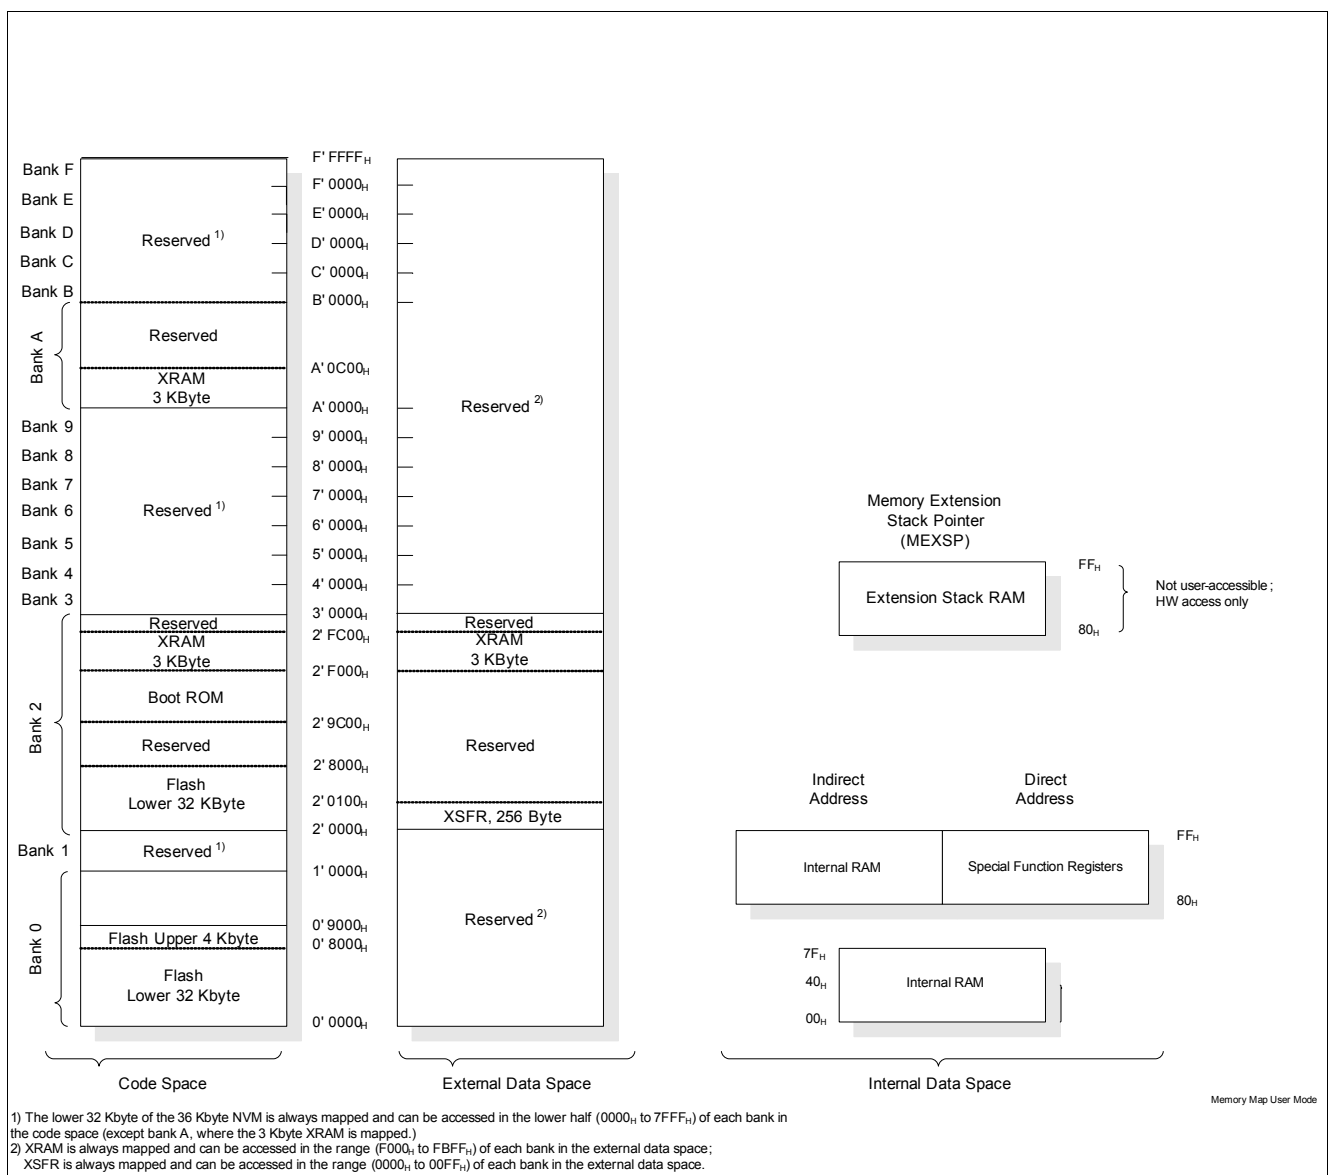 Bank F
Bank E
Bank D
Bank C
Bank B
Bank A
Bank 9
Bank 8
Bank 7
Bank 6
Bank 5
Bank 4
Bank 3
Bank 2
Bank 1
Bank 0
Reserved 1)
Reserved
XRAM
3 KByte
Reserved 1)
Reserved
XRAM
3 KByte
Boot ROM
Reserved
Flash
Lower 32 KByte
Reserved 1)
Flash Upper 4 Kbyte
Flash
Lower 32 Kbyte
Code Space
F' FFFFH
F' 0000H
E' 0000H
D' 0000H
C' 0000H
B' 0000H
A' 0C00H
A' 0000H
9' 0000H
8' 0000H
7' 0000H
6' 0000H
5' 0000H
4' 0000H
3' 0000H
2' FC00H
2' F000H
2' 9C00H
2' 8000H
2' 0100H
2' 0000H
1' 0000H
0' 9000H
0' 8000H
0' 0000H
Reserved 2)
Reserved
XRAM
3 KByte
Reserved
XSFR, 256 Byte
Reserved 2)
External Data Space
Memory Extension
Stack Pointer
(MEXSP)
Extension Stack RAM
FFH
80H
Not user-accessible ;
HW access only
Indirect
Address
Direct
Address
Internal RAM
Special Function Registers
FFH
80H
7FH
40H
00H
Internal RAM
Internal Data Space
Memory Map User Mode
1) The lower 32 Kbyte of the 36 Kbyte NVM is always mapped and can be accessed in the lower half (0000H to 7FFFH) of each bank in
the code space (except bank A, where the 3 Kbyte XRAM is mapped.)
2) XRAM is always mapped and can be accessed in the range (F000H to FBFFH) of each bank in the external data space;
XSFR is always mapped and can be accessed in the range (0000H to 00FFH) of each bank in the external data space.